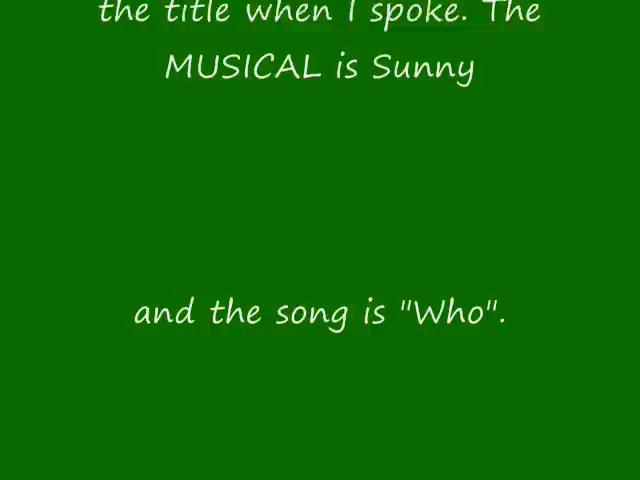 the title when I spoke. The
MUSICAL is Sunny
and the song is "Who".